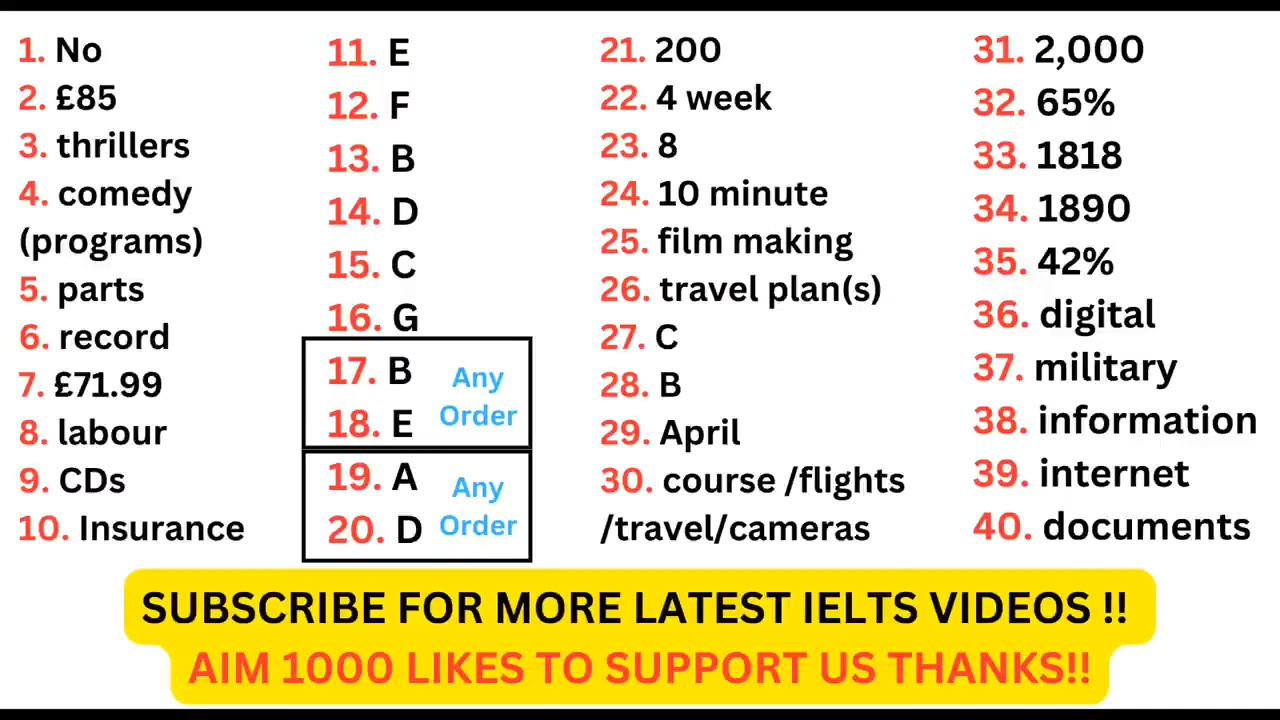 1. No
2. £85
3. thrillers
4. comedy
(programs)
5. parts
6. record
7. £71.99
8. labour
9. CDs
10. Insurance
11. E
12. F
13. B
14. D
15. C
16. G
17. B
18. E
Any
Order
19. A
20. D
Any
Order
21. 200
22. 4 week
23. 8
24. 10 minute
25. film making
26. travel plan(s)
27. C
28. B
29. April
30. course /flights
/travel/cameras
31. 2,000
32. 65%
33. 1818
34. 1890
35. 42%
36. digital
37. military
38. information
39. internet
40. documents
SUBSCRIBE FOR MORE LATEST IELTS VIDEOS !!
AIM 1000 LIKES TO SUPPORT US THANKS!!